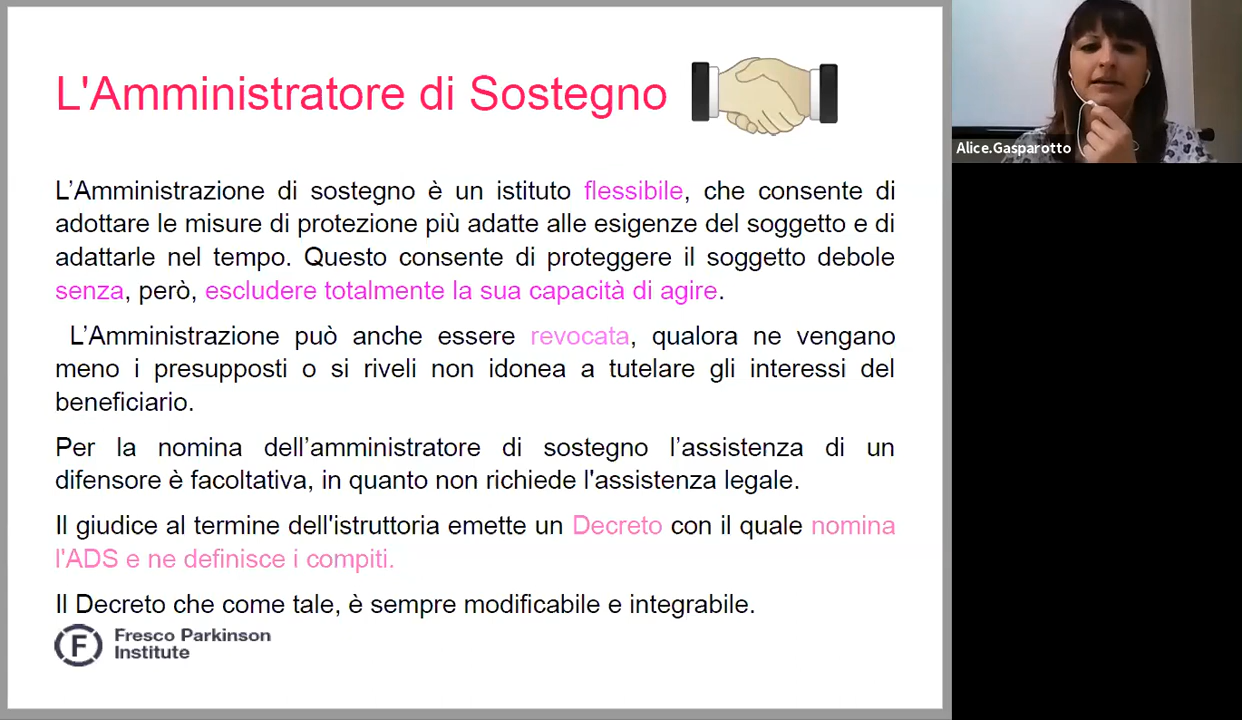 L'Amministratore di Sostegno
Alice.Gasparotto
L’Amministrazione di sostegno è un istituto flessibile, che consente di
adottare le misure di protezione più adatte alle esigenze del soggetto e di
adattarle nel tempo. Questo consente di proteggere il soggetto debole
senza, però, escludere totalmente la sua capacità di agire.
L’Amministrazione può anche essere revocata, qualora ne vengano
meno i presupposti o si riveli non idonea a tutelare gli interessi del
beneficiario.
Per la nomina dell’amministratore di sostegno l’assistenza di un
difensore è facoltativa, in quanto non richiede l'assistenza legale.
Il giudice al termine dell'istruttoria emette un Decreto con il quale nomina
l'ADS e ne definisce i compiti.
Il Decreto che come tale, è sempre modificabile e integrabile.
F
Fresco Parkinson
Institute